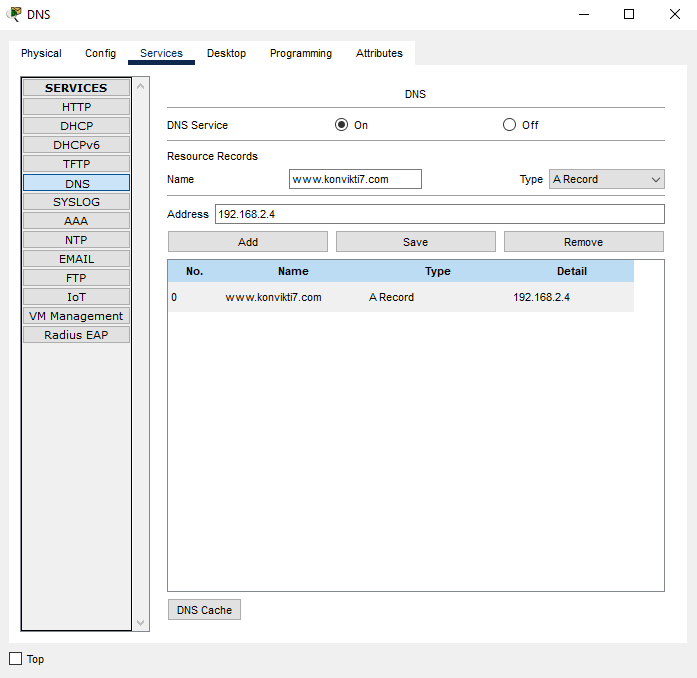 DNS
Physical Config Services Desktop Programming Attributes
SERVICES
HTTP
DHCP
DHCPv6
TFTP
DNS
SYSLOG
AAA
NTP
EMAIL
FTP
IoT
VM Management
Radius EAP
DNS
DNS Service On Off
Resource Records
Name www.konvikti7.com Type A Record
Address 192.168.2.4
Add Save Remove
No. Name Type Detail
0 www.konvikti7.com A Record 192.168.2.4
DNS Cache
Top